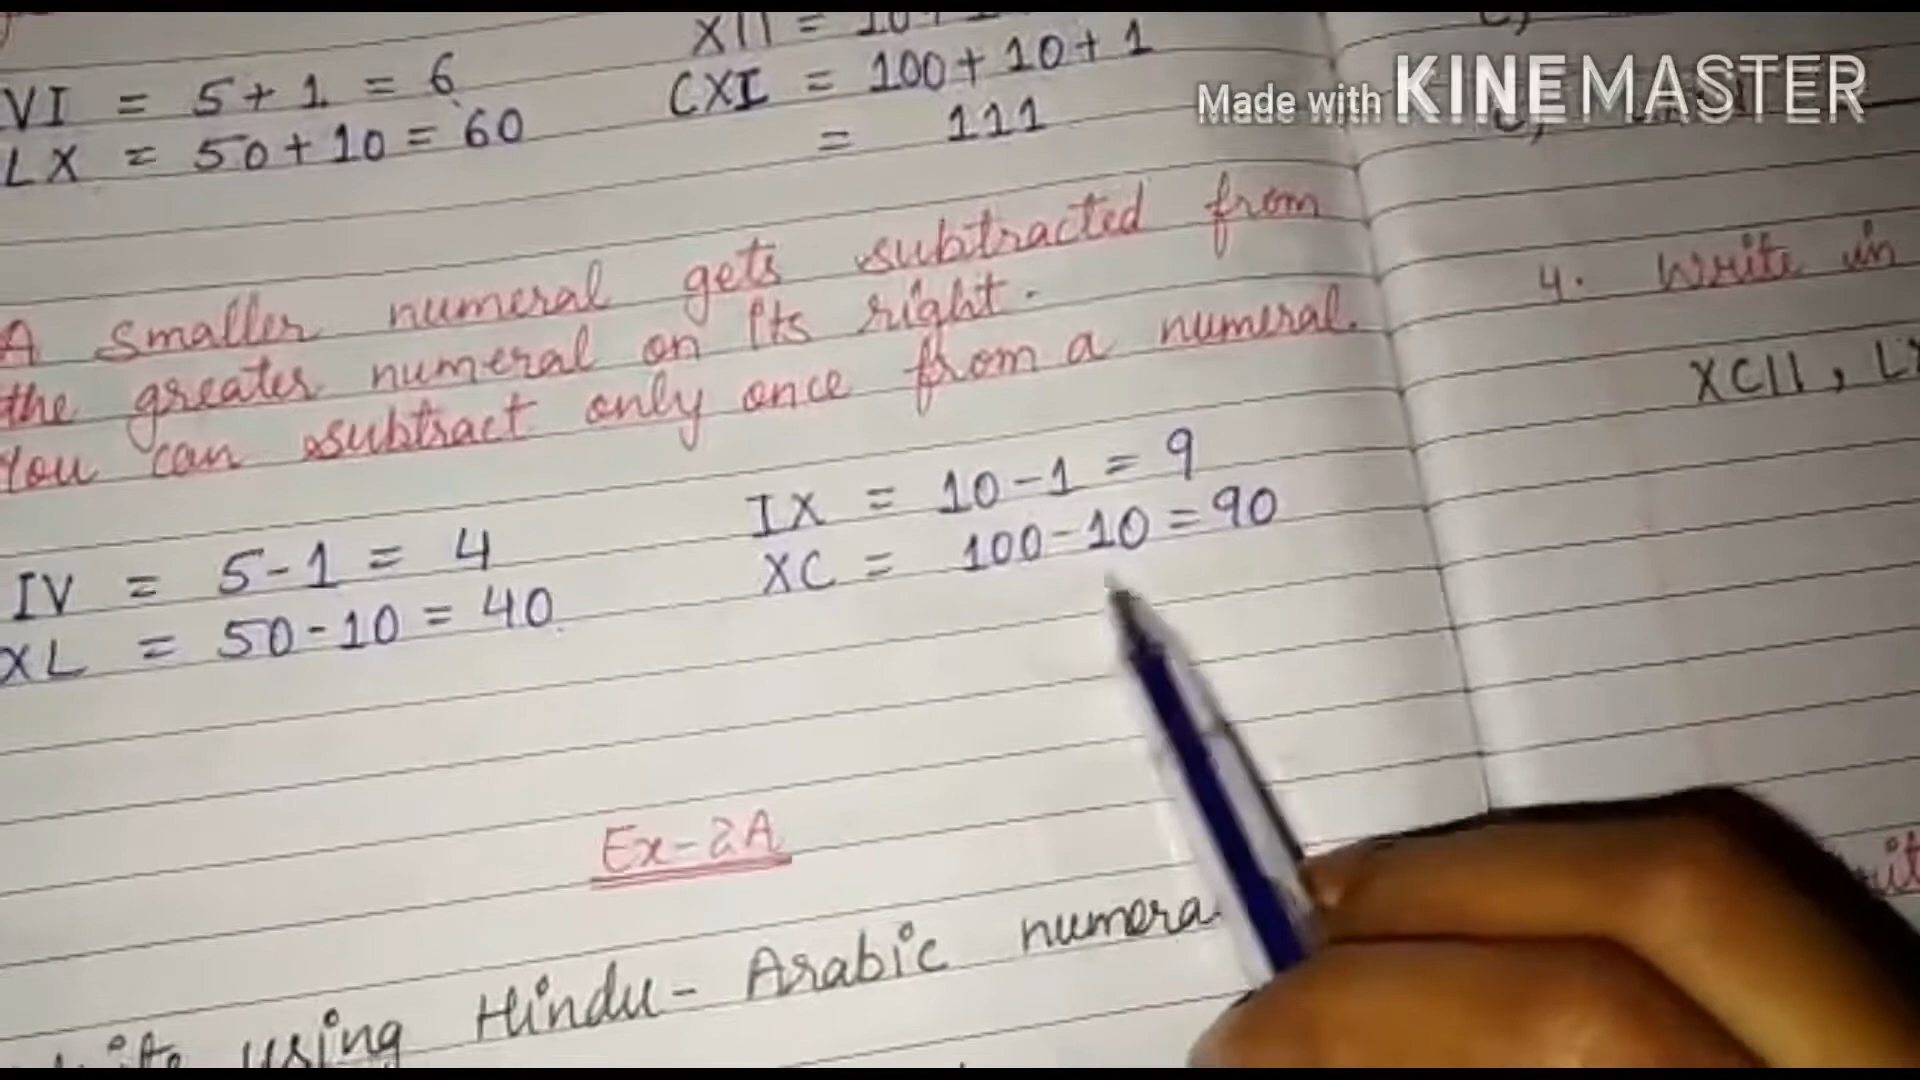 XII = 10+
VI = 5+1 = 6
CXI = 100+10+1
LX = 50+10 = 60
= 111
Made with KINEMASTER
A smaller numeral gets subtracted from
the greater numeral on its right.
You can subtract only once from a numeral.
IV = 5-1 = 4
IX = 10-1 = 9
XL = 50-10 = 40
XC = 100-10 = 90
Ex-2A
using Hindu-Arabic numera
4. Write in
XCII, LX